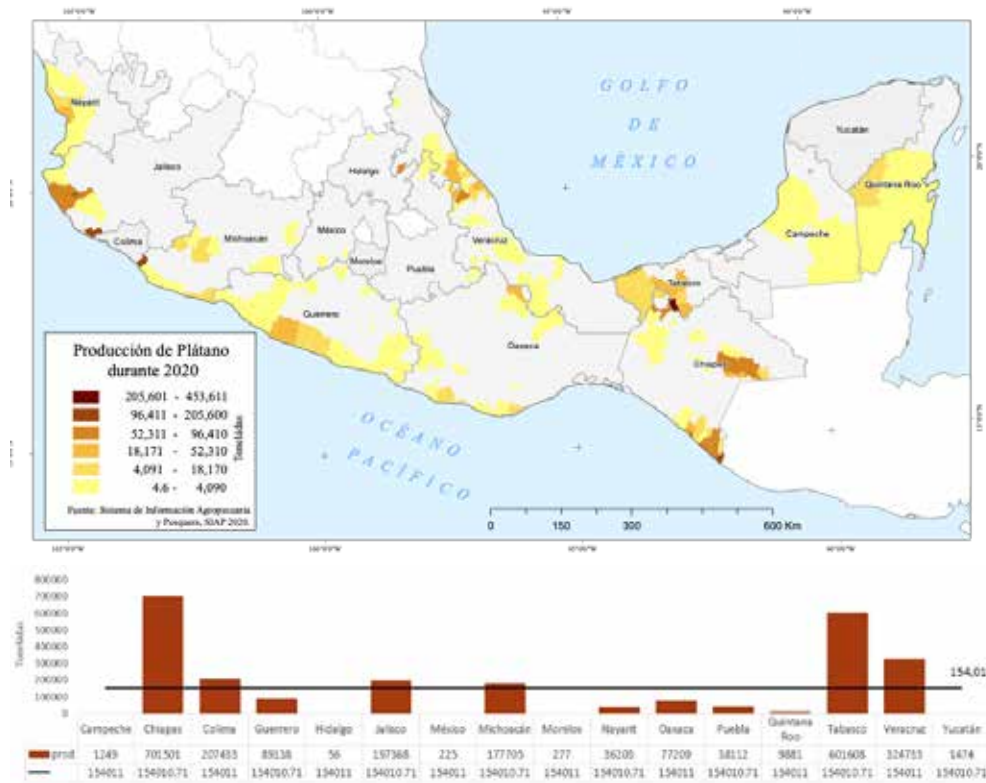 GOLFO
DE
MÉXICO
Yucatán
Nayarit
Jalisco
Hidalgo
Quintana Roo
Campeche
Colima
Michoacán
México
Morelos
Puebla
Veracruz
Tabasco
Guerrero
Oaxaca
Chiapas
OCÉANO
PACÍFICO
Producción de Plátano
durante 2020
205,601 - 453,611
96,411 - 205,600
52,311 - 96,410
18,171 - 52,310
4,091 - 18,170
4.6 - 4,090
Toneladas
Fuente: Sistema de Información Agropecuaria
y Pesquera, SIAP 2020.
0 150 300 600 Km
Toneladas
800000
700000
600000
500000
400000
300000
200000
100000
0
154,01
Campeche Chiapas Colima Guerrero Hidalgo Jalisco México Michoacán Morelos Nayarit Oaxaca Puebla Quintana Roo Tabasco Veracruz Yucatán
prod 1249 701501 56 197368 225 177705 277 77209 9881 601608
154011 154010.71 154011 154010.71 154011 154010.71 154011 154010.71 154011 154010.71 154011 154010.71 154011 154010.71 154011 154010.71